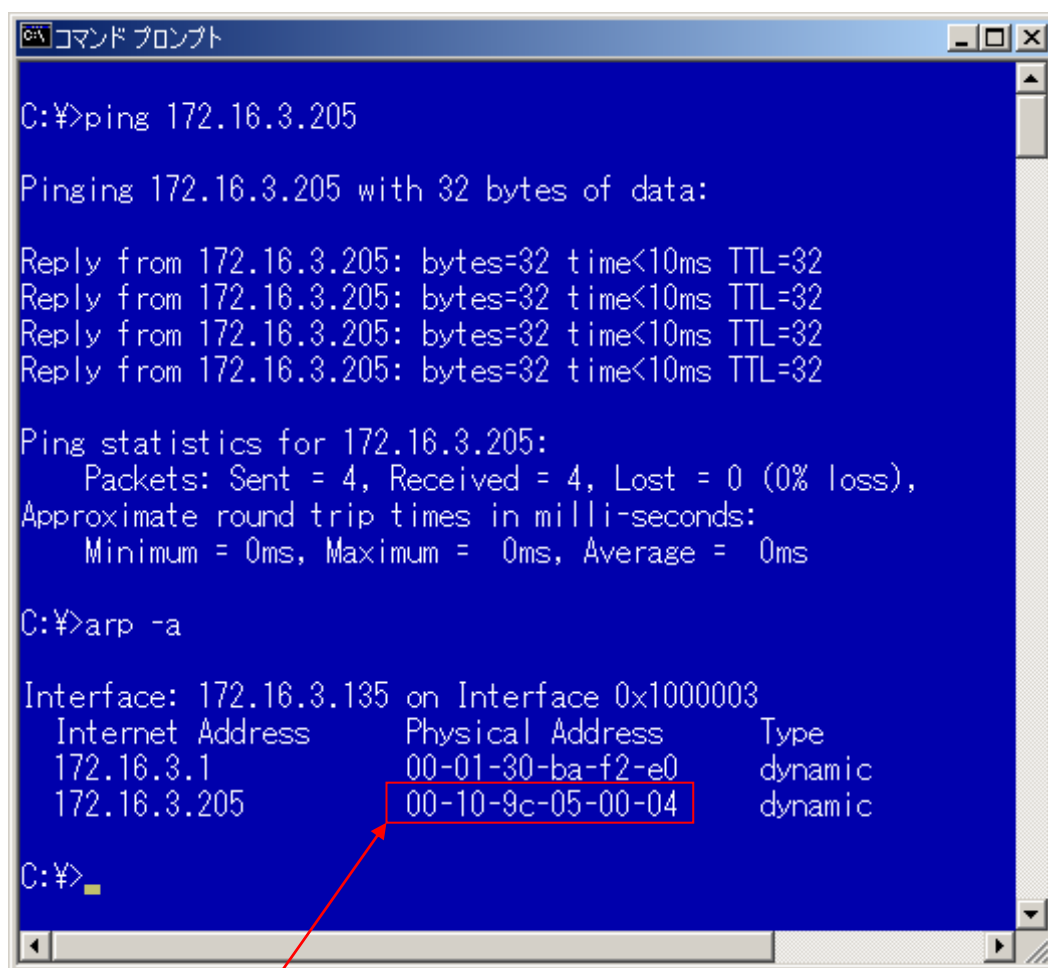 コマンド プロンプト
C:¥>ping 172.16.3.205
Pinging 172.16.3.205 with 32 bytes of data:
Reply from 172.16.3.205: bytes=32 time<10ms TTL=32
Reply from 172.16.3.205: bytes=32 time<10ms TTL=32
Reply from 172.16.3.205: bytes=32 time<10ms TTL=32
Reply from 172.16.3.205: bytes=32 time<10ms TTL=32
Ping statistics for 172.16.3.205:
Packets: Sent = 4, Received = 4, Lost = 0 (0% loss),
Approximate round trip times in milli-seconds:
Minimum = 0ms, Maximum =  0ms, Average =  0ms
C:¥>arp -a
Interface: 172.16.3.135 on Interface 0x1000003
Internet Address Physical Address Type
172.16.3.1 00-01-30-ba-f2-e0 dynamic
172.16.3.205 00-10-9c-05-00-04 dynamic
C:¥>_